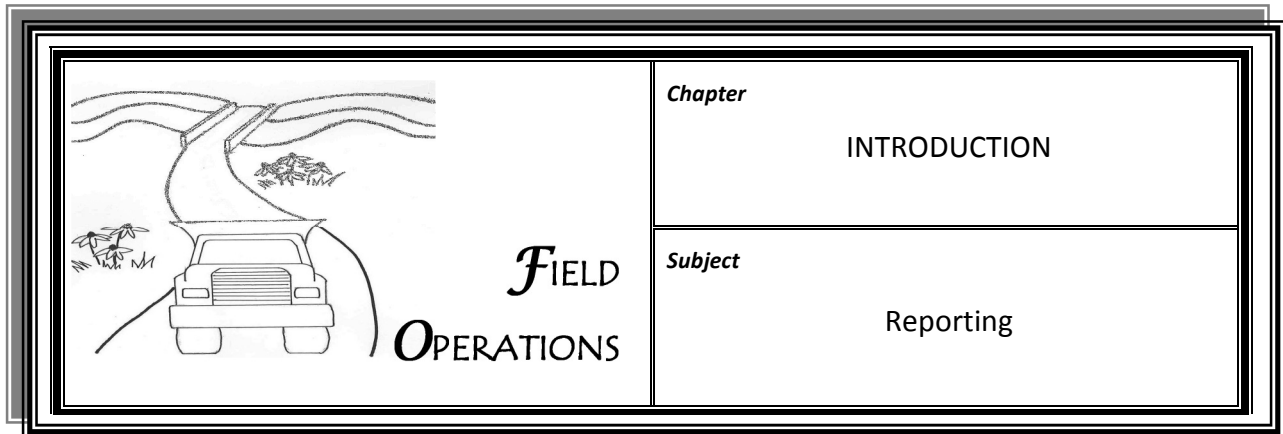 Chapter
INTRODUCTION
FIELD
OPERATIONS
Subject
Reporting